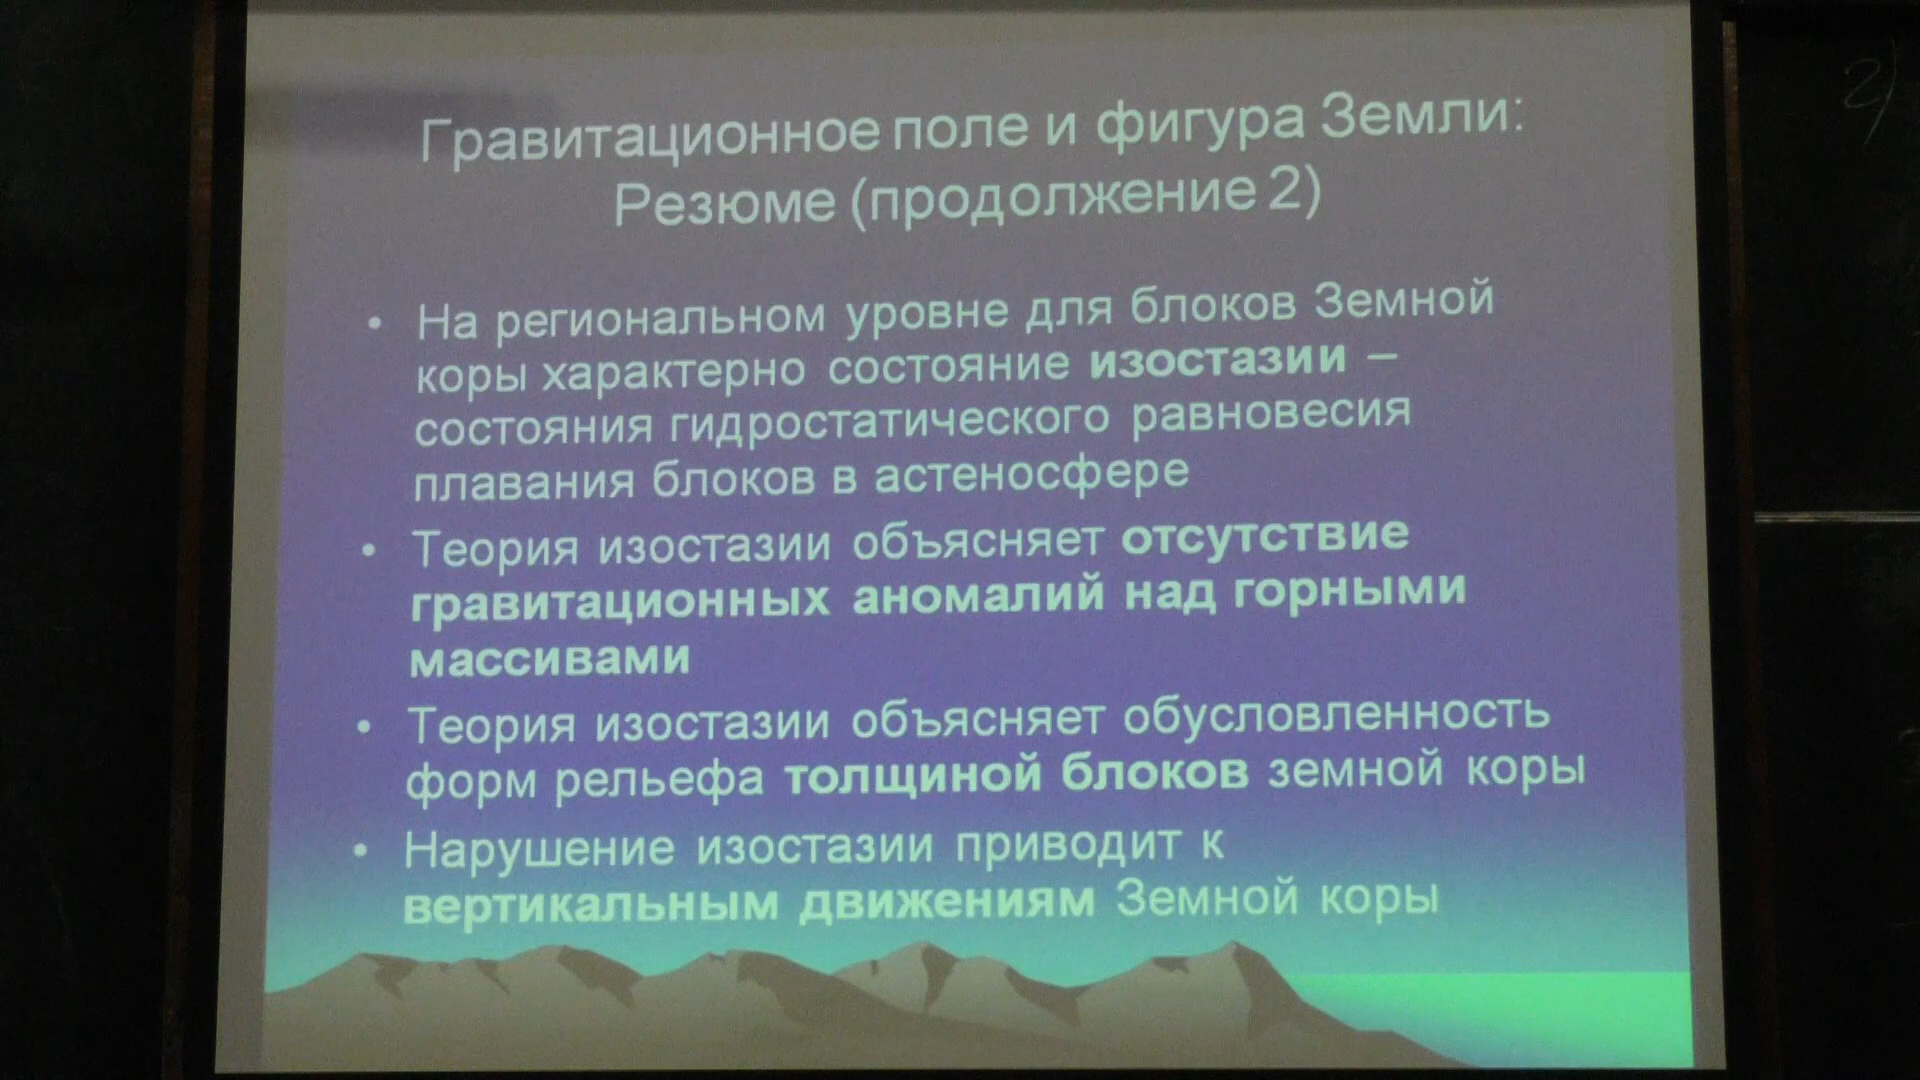 Гравитационное поле и фигура Земли:
Резюме (продолжение 2)
• На региональном уровне для блоков Земной
коры характерно состояние изостазии –
состояния гидростатического равновесия
плавания блоков в астеносфере
• Теория изостазии объясняет отсутствие
гравитационных аномалий над горными
массивами
• Теория изостазии объясняет обусловленность
форм рельефа толщиной блоков земной коры
• Нарушение изостазии приводит к
вертикальным движениям Земной коры
2)